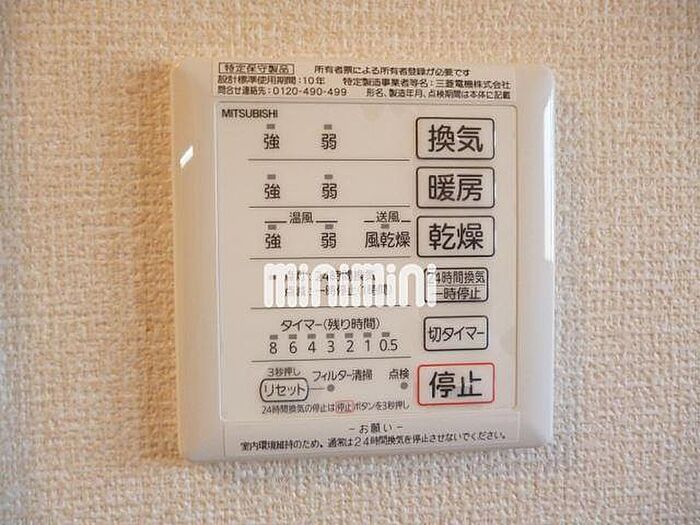 特定保守製品 所有者票による所有者登録が必要です
設計標準使用期間:10年 特定製造事業者等名:三菱電機株式会社
問合せ連絡先:0120-490-499 形名、製造年月、点検期間は本体に記載
MITSUBISHI
強 弱 換気
強 弱 暖房
温風 送風
強 弱 風乾燥 乾燥
minimini
24時間換気
一時停止
タイマー(残り時間)
8 6 4 3 2 1 0.5
切タイマー
3秒押し
リセット フィルター清掃 点検
停止
24時間換気の停止は停止ボタンを3秒押し
-お願い-
室内環境維持のため、通常は24時間換気を停止させないでください。